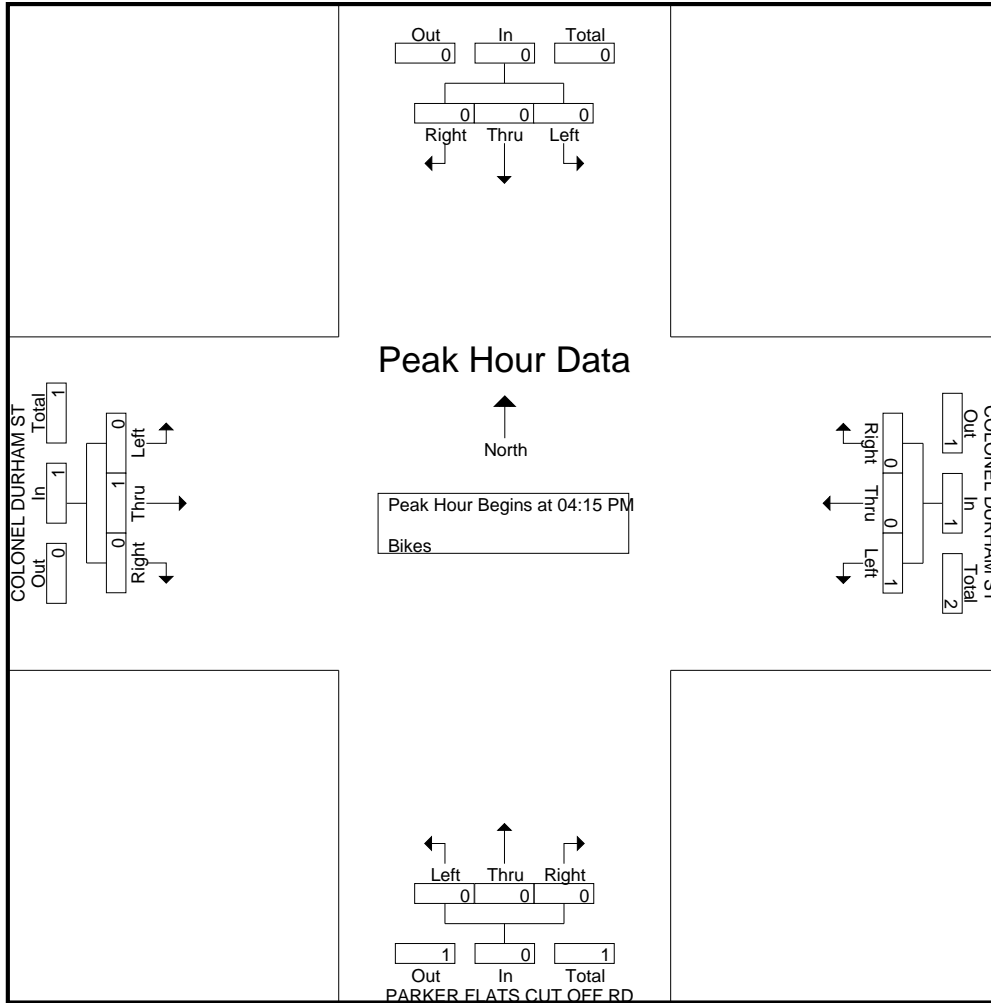 Out In Total
0 0 0
0 0 0
Right Thru Left
Peak Hour Data
North
Peak Hour Begins at 04:15 PM
Bikes
COLONEL DURHAM ST
Out In Total
0 1 1
0 1 0
Right Thru Left
COLONEL DURHAM ST
Out In Total
1 1 2
0 0 1
Right Thru Left
Left Thru Right
0 0 0
1 0 1
Out In Total
PARKER FLATS CUT OFF RD